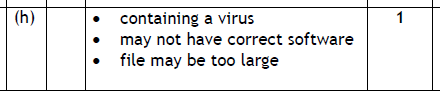 (h) • containing a virus 1
• may not have correct software
• file may be too large